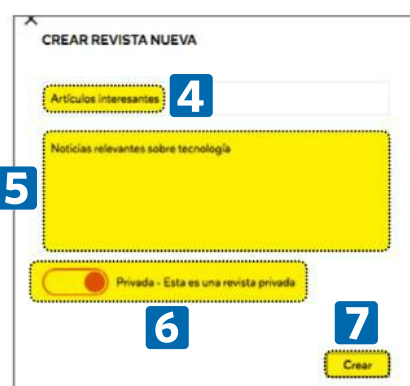 X
CREAR REVISTA NUEVA
Artículos interesantes 4
5
Noticias relevantes sobre tecnología
Privada - Esta es una revista privada
6
7
Crear